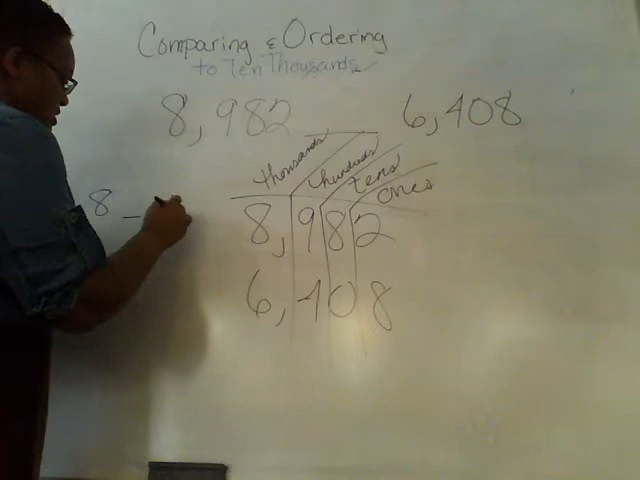 Comparing & Ordering
to Ten Thousands
8,982 6,408
thousands hundreds tens ones
8 _ 8,982
6,408